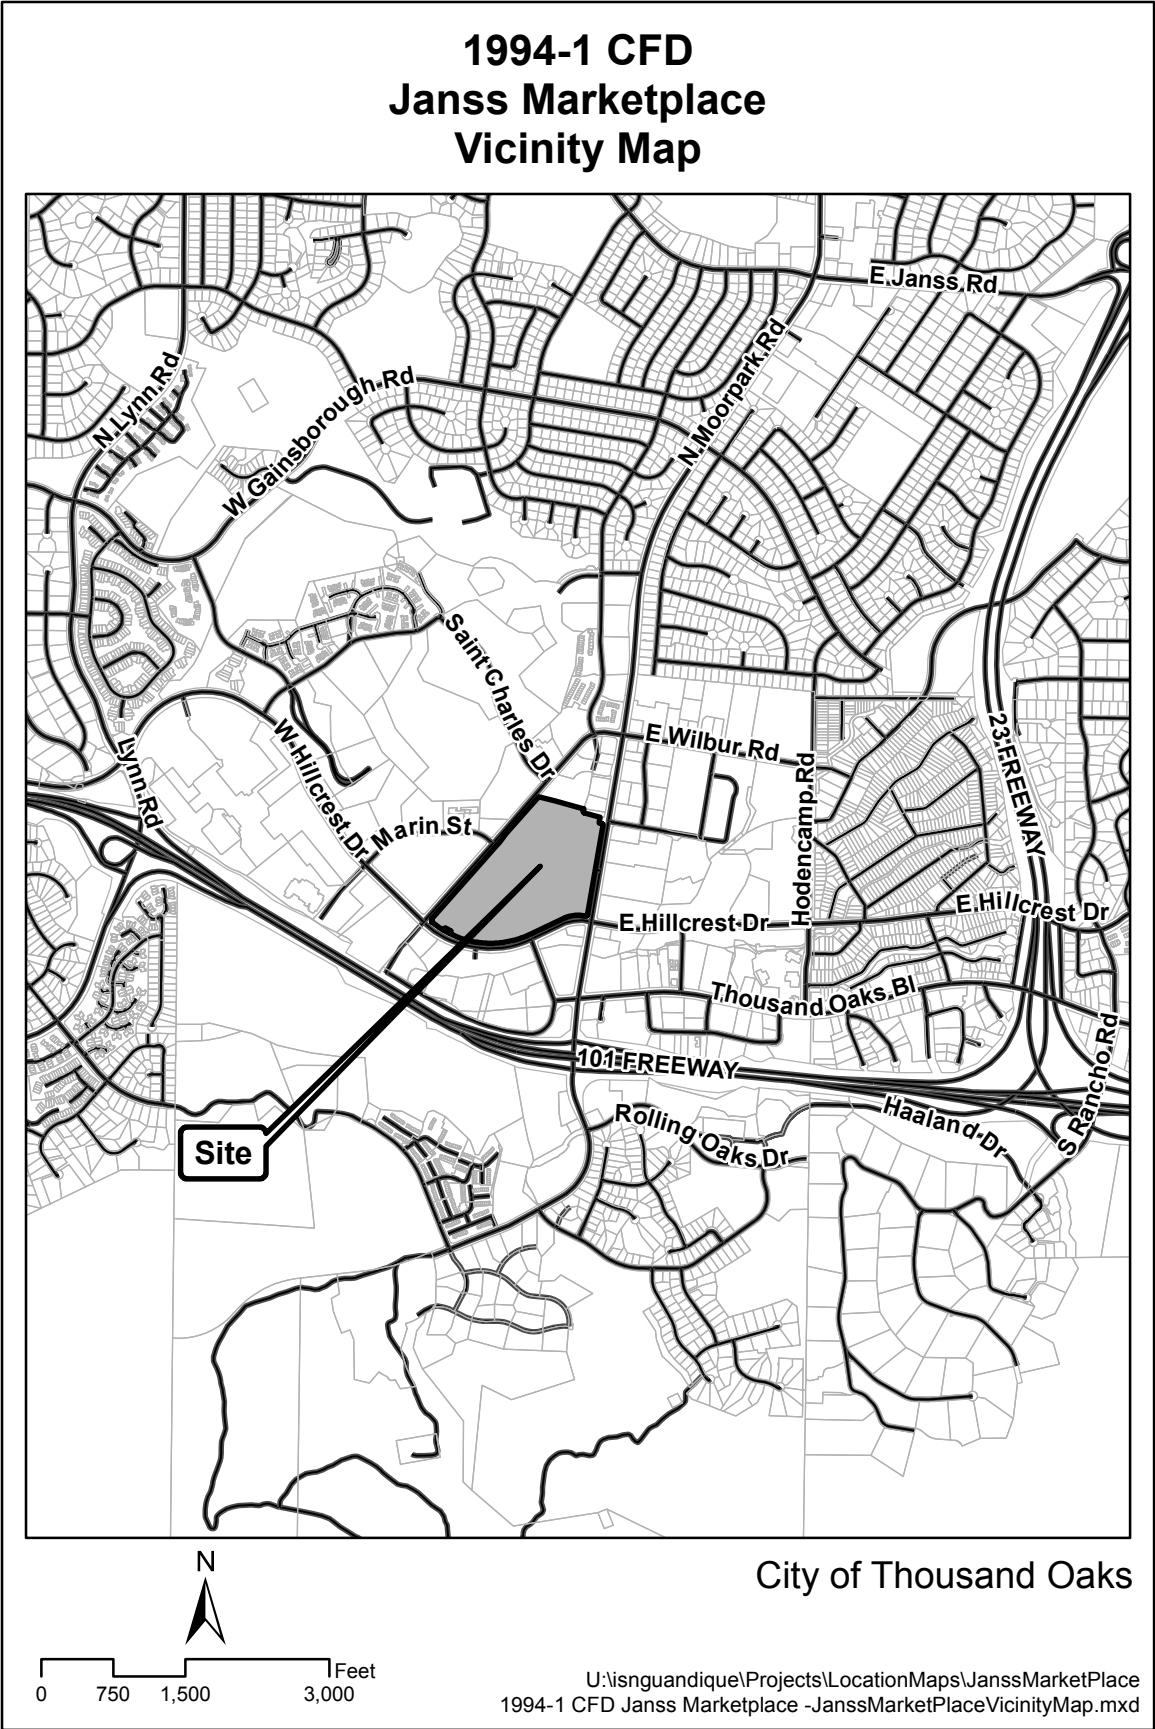 1994-1 CFD
Janss Marketplace
Vicinity Map
E Janss Rd
N Moorpark Rd
N Lynn Rd
W Gainsborough Rd
Saint Charles Dr
E Wilbur Rd
23 FREEWAY
W Hillcrest Dr
Lynn Rd
Hodencamp Rd
Marin St
E Hillcrest Dr
E Hillcrest Dr
Thousand Oaks Bl
101 FREEWAY
S Rancho Rd
Haaland Dr
Rolling Oaks Dr
Site
N
City of Thousand Oaks
Feet
0 750 1,500 3,000
U:\isnguandique\Projects\LocationMaps\JanssMarketPlace
1994-1 CFD Janss Marketplace -JanssMarketPlaceVicinityMap.mxd